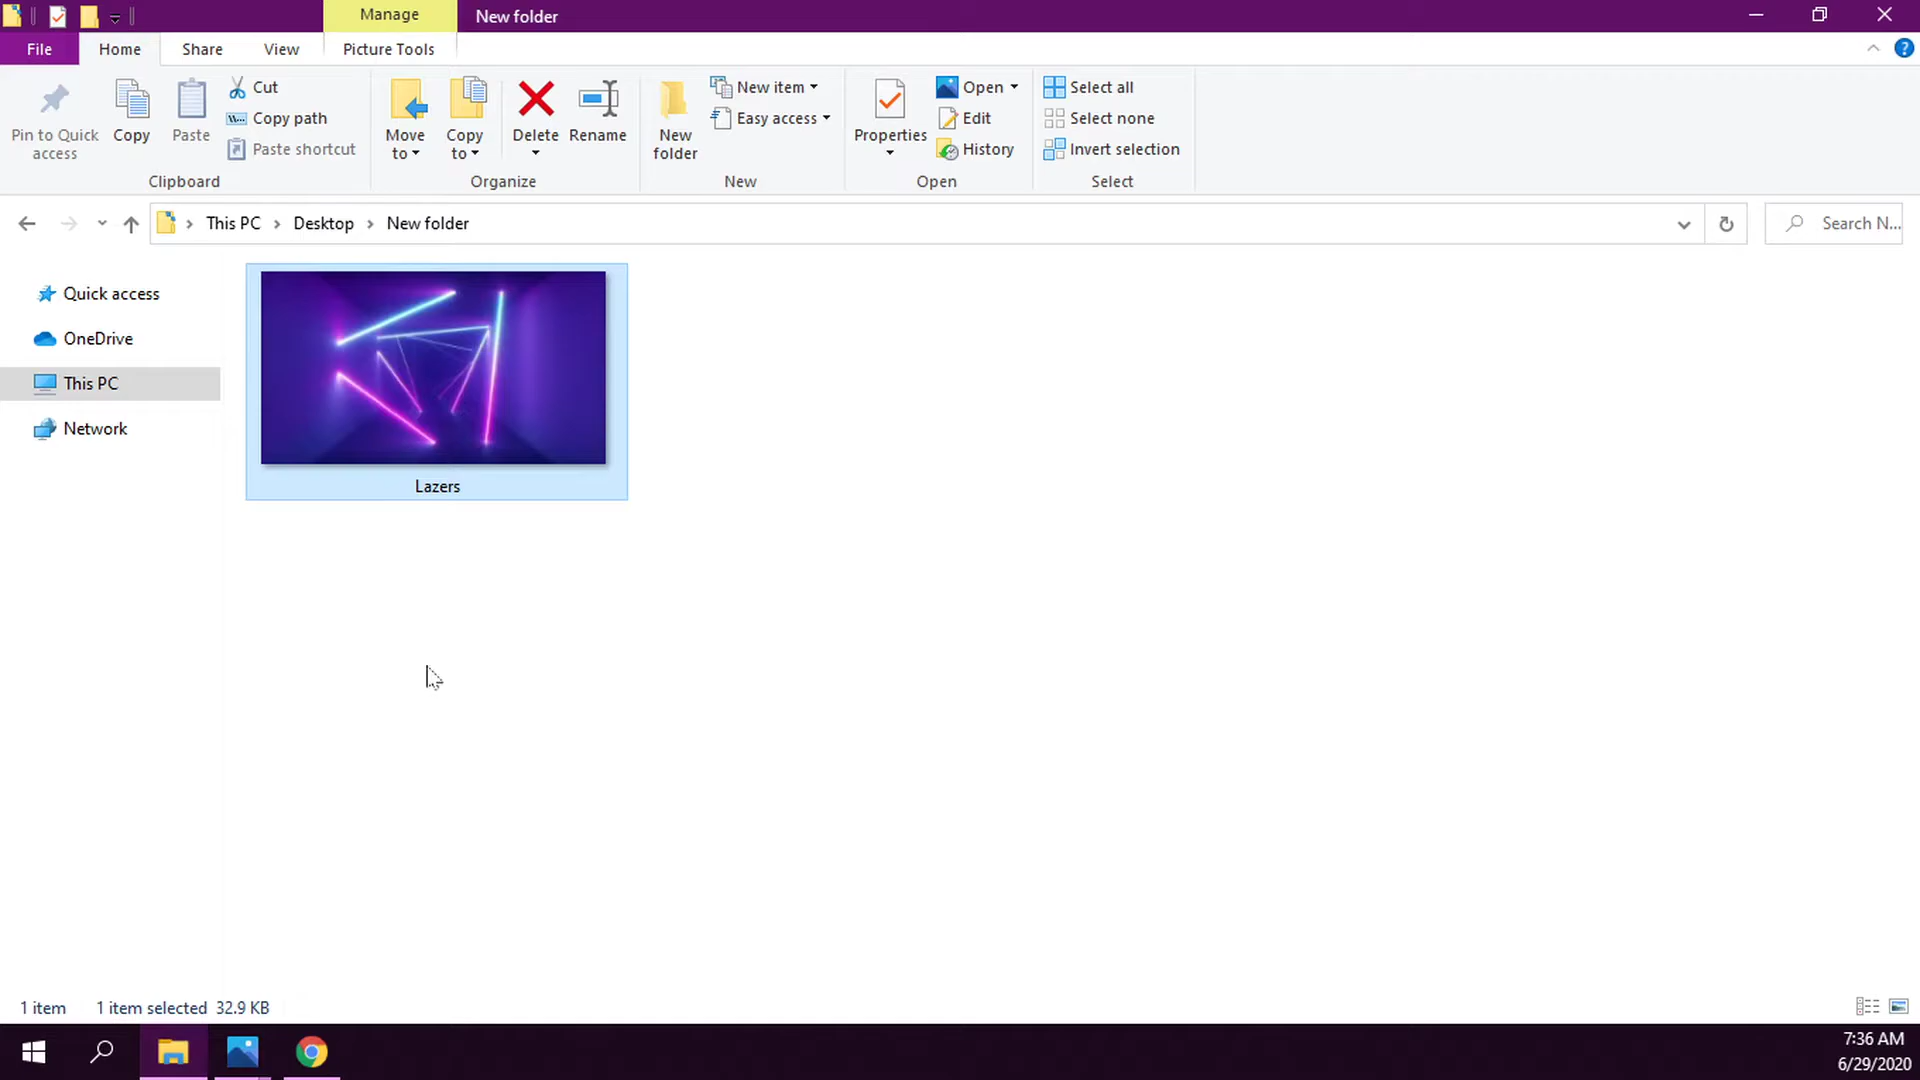 Manage
New folder
File
Home
Share
View
Picture Tools
Pin to Quick access
Copy
Paste
Cut
Copy path
Paste shortcut
Clipboard
Move to
Copy to
Delete
Rename
Organize
New folder
New item
Easy access
New
Properties
Open
Edit
History
Open
Select all
Select none
Invert selection
Select
This PC
Desktop
New folder
Search N...
Quick access
OneDrive
This PC
Network
Lazers
1 item
1 item selected 32.9 KB
7:36 AM
6/29/2020